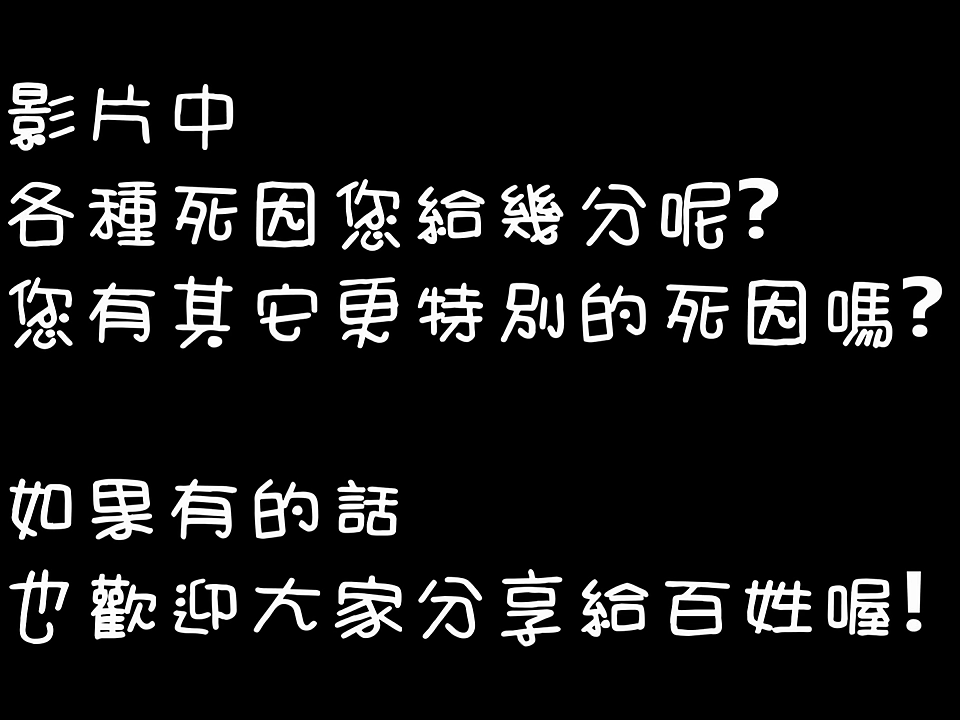 影片中
各種死因您給幾分呢?
您有其它更特別的死因嗎?
如果有的話
也歡迎大家分享給百姓喔!